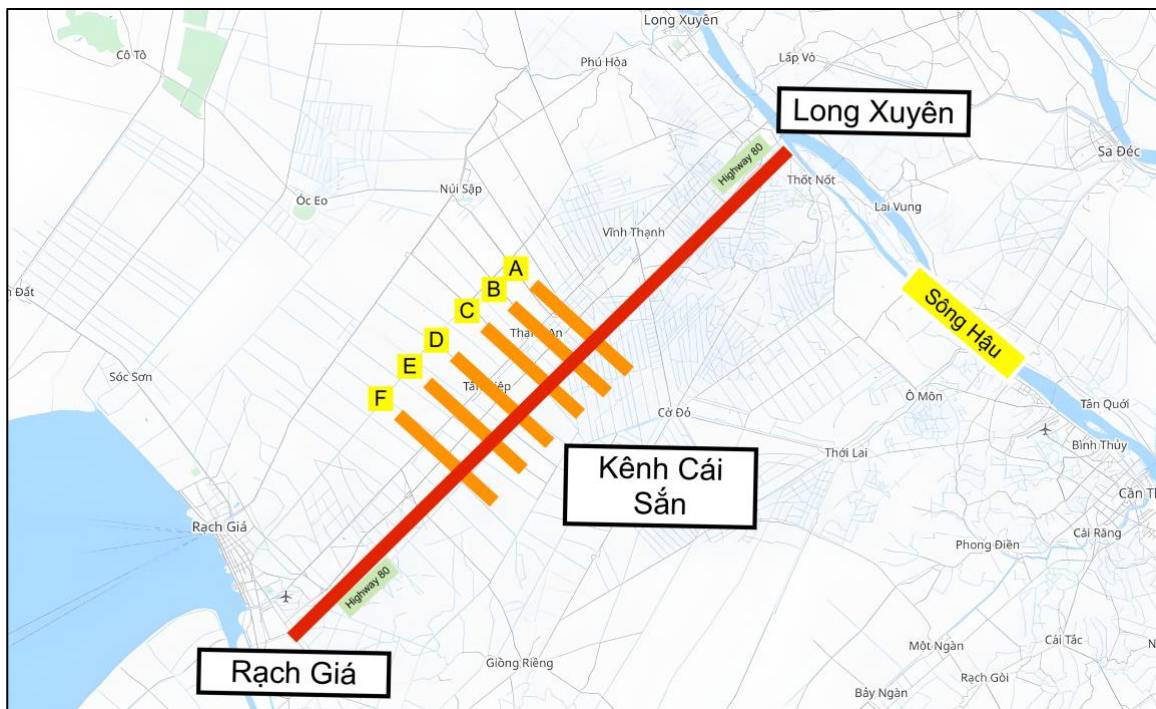 Long Xuyên
Cô Tô
Phú Hòa
Lấp Vò
Long Xuyên
Highway 80
Sa Đéc
Thốt Nốt
Núi Sập
Óc Eo
Lai Vung
Vĩnh Thạnh
A
B
C
D
E
F
Sông Hậu
Sóc Sơn
Cờ Đỏ
Ô Môn
Tân Quới
Bình Thủy
Thới Lai
Kênh Cái
Sắn
Rạch Giá
Cái Răng
Phong Điền
Highway 80
Một Ngàn
Cái Tắc
Giồng Riềng
Rạch Gòi
Bảy Ngàn
Rạch Giá